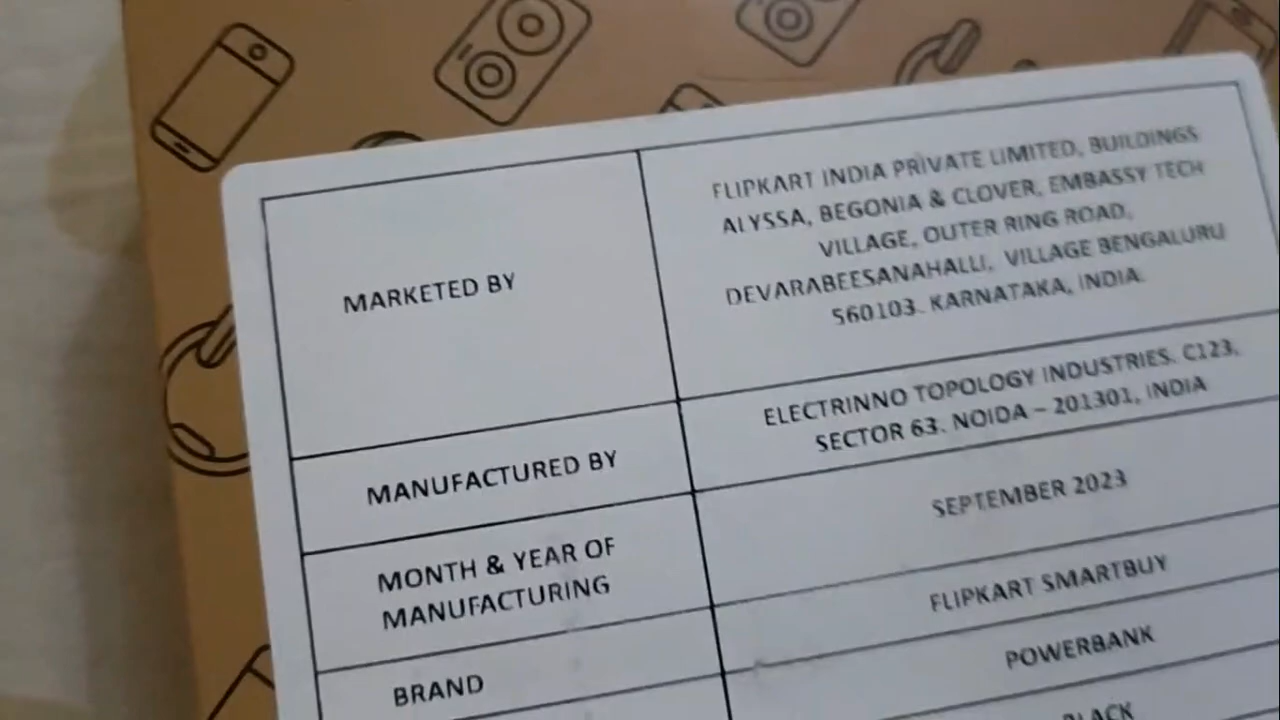 MARKETED BY
FLIPKART INDIA PRIVATE LIMITED, BUILDINGS
ALYSSA, BEGONIA & CLOVER, EMBASSY TECH
VILLAGE, OUTER RING ROAD,
DEVARABEESANAHALLI, VILLAGE BENGALURU
560103. KARNATAKA, INDIA.
MANUFACTURED BY
ELECTRINNO TOPOLOGY INDUSTRIES. C123,
SECTOR 63. NOIDA – 201301, INDIA
MONTH & YEAR OF
MANUFACTURING
SEPTEMBER 2023
BRAND
FLIPKART SMARTBUY
POWERBANK
BLACK